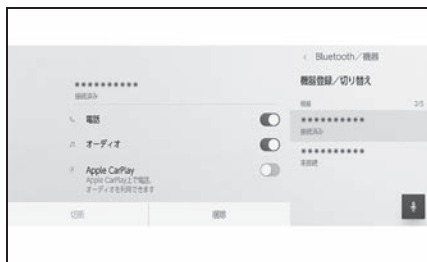 ‹ Bluetooth／機器
機器登録／切り替え
機器 2/5
**********
接続済み
**********
未接続
**********
接続済み
電話
オーディオ
Apple CarPlay
Apple CarPlay上で電話、
オーディオを利用できます
切断 削除